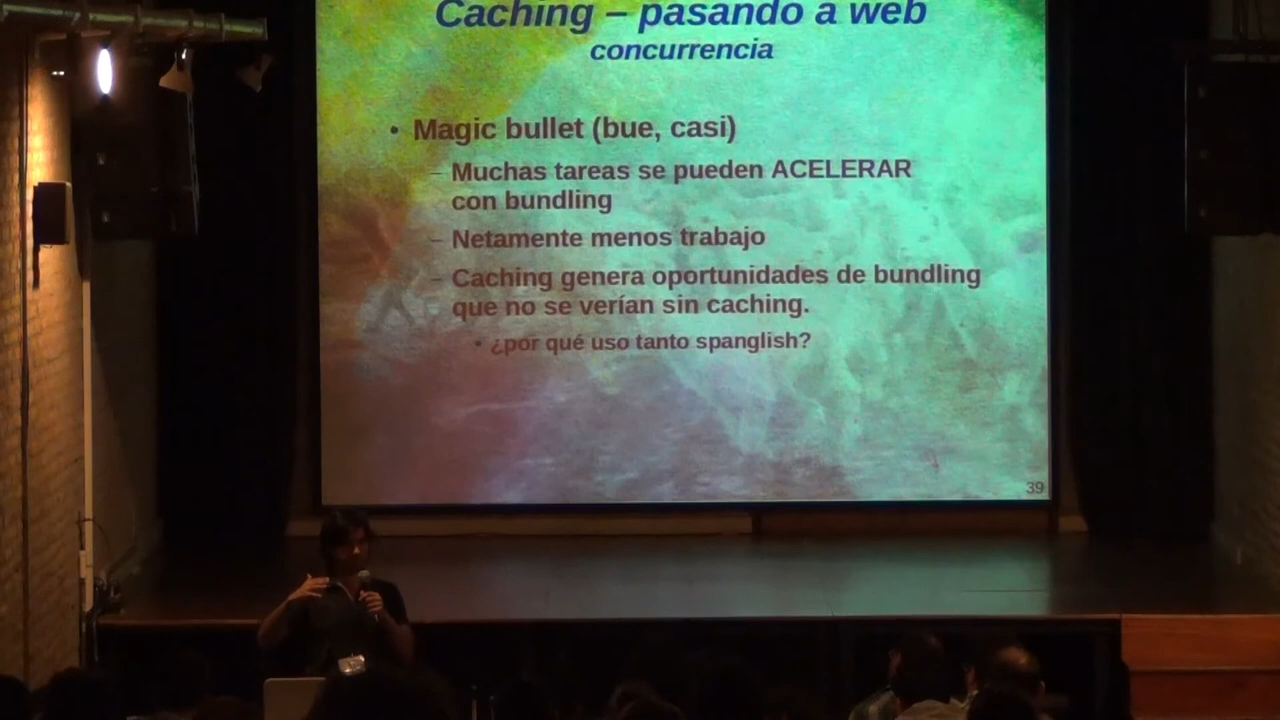 Caching – pasando a web
concurrencia
• Magic bullet (bue, casi)
– Muchas tareas se pueden ACELERAR
con bundling
– Netamente menos trabajo
– Caching genera oportunidades de bundling
que no se verían sin caching.
• ¿por qué uso tanto spanglish?
39